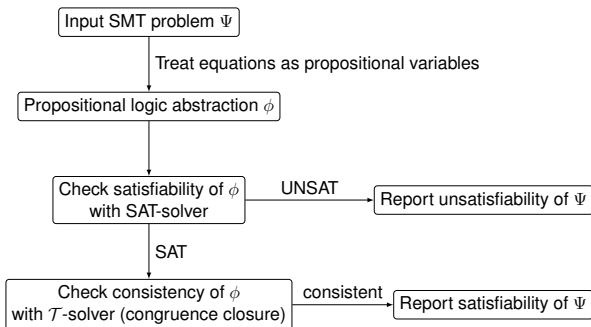 Input SMT problem Ψ
Treat equations as propositional variables
Propositional logic abstraction ϕ
Check satisfiability of ϕ
with SAT-solver
UNSAT
Report unsatisfiability of Ψ
SAT
Check consistency of ϕ
with 𝒯-solver (congruence closure)
consistent
Report satisfiability of Ψ